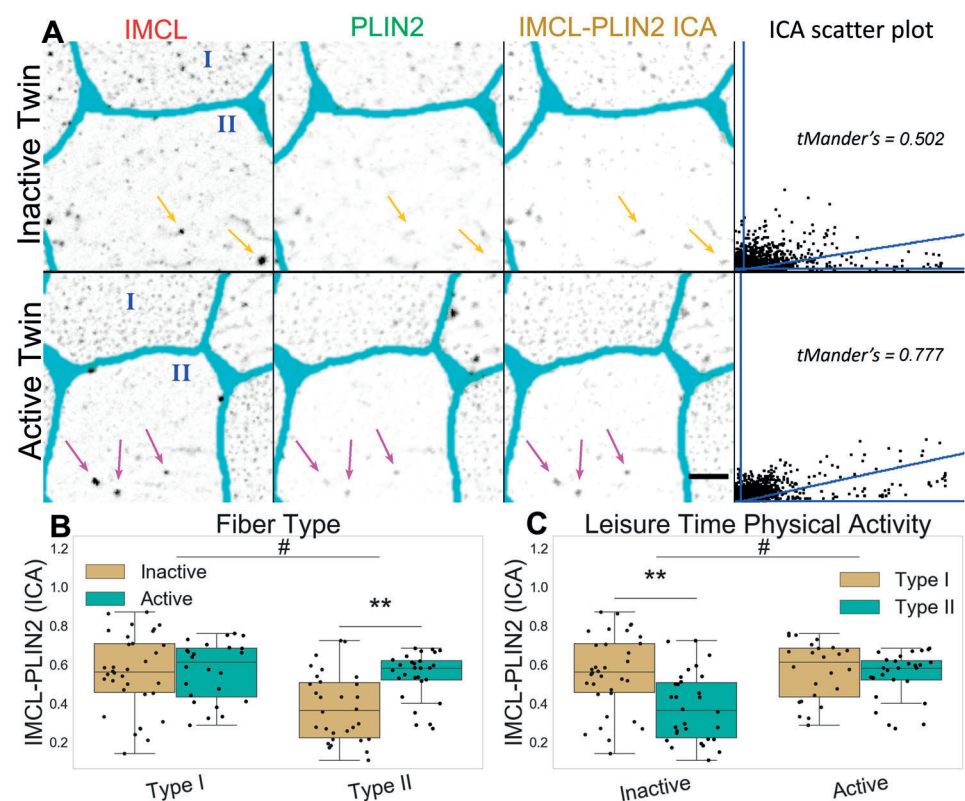 A
IMCL
PLIN2
IMCL-PLIN2 ICA
ICA scatter plot
Inactive Twin
I
II
tMander's = 0.502
Active Twin
I
II
tMander's = 0.777
B
Fiber Type
IMCL-PLIN2 (ICA)
1.2
1.0
0.8
0.6
0.4
0.2
#
Inactive
Active
**
Type I
Type II
C
Leisure Time Physical Activity
IMCL-PLIN2 (ICA)
1.2
1.0
0.8
0.6
0.4
0.2
#
**
Type I
Type II
Inactive
Active